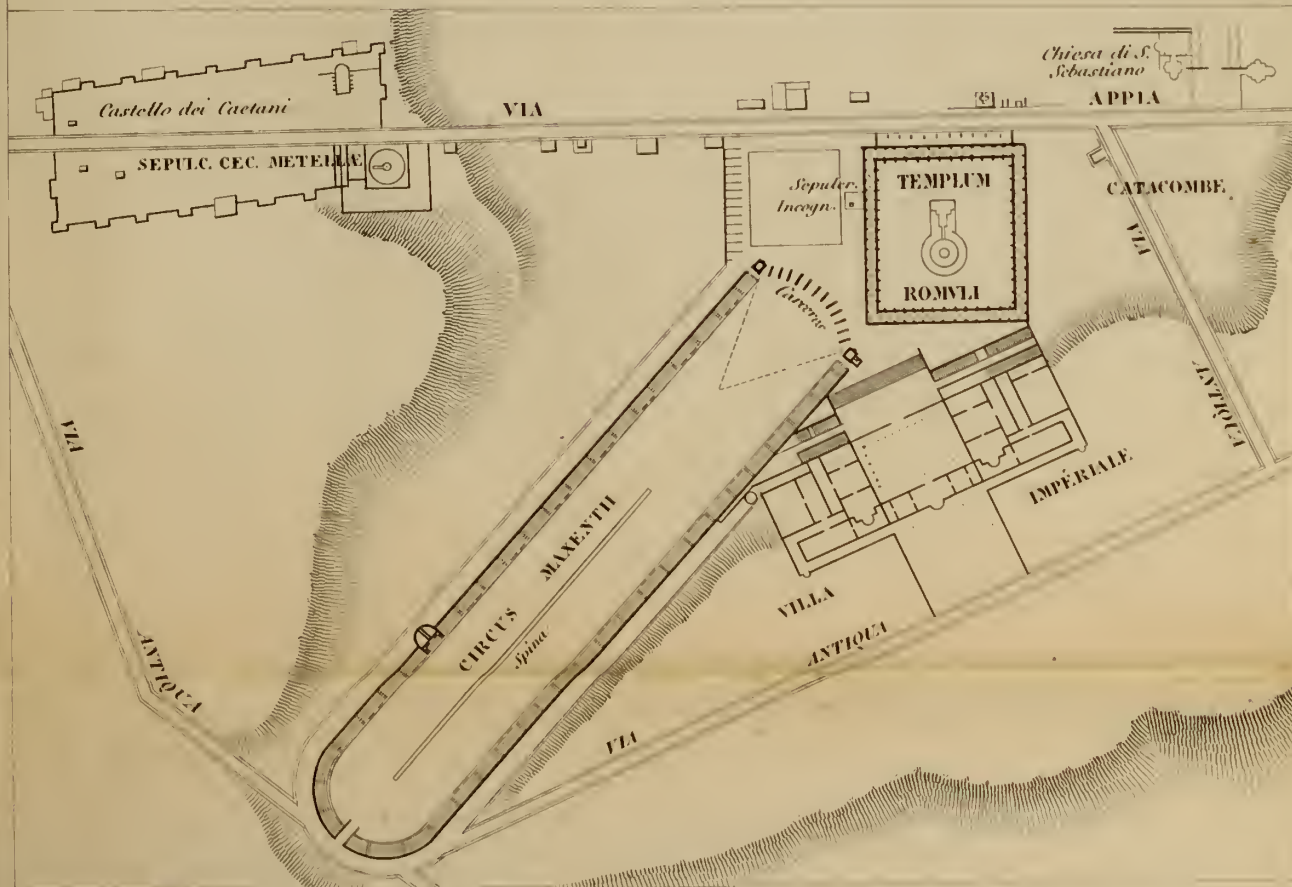 Chiesa di S.
Sebastiano
Castello dei Caetani
VIA
APPIA
SEPULC. CEC. METELLÆ
Sepulcr.
Incogn.
TEMPLUM
ROMVLI
CATACOMBE
VIA
ANTIQUA
Carceres
VIA
ANTIQUA
CIRCUS MAXENTII
Spina
VILLA
IMPÉRIALE
VIA
ANTIQUA